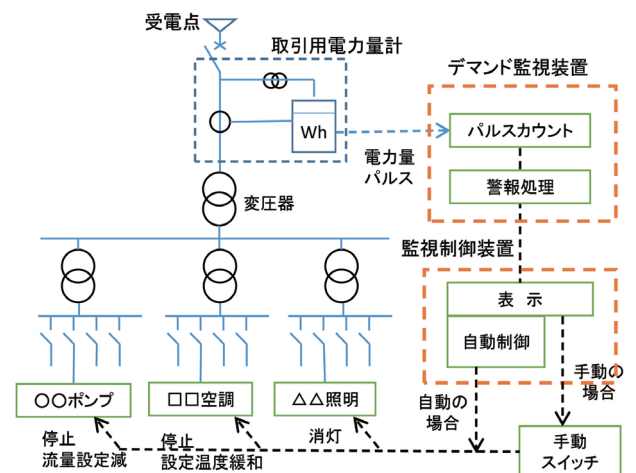 受電点
取引用電力量計
Wh
電力量
パルス
デマンド監視装置
パルスカウント
警報処理
変圧器
監視制御装置
表 示
自動制御
手動の
場合
自動の
場合
〇〇ポンプ
□□空調
△△照明
停止
流量設定減
停止
設定温度緩和
消灯
手動
スイッチ